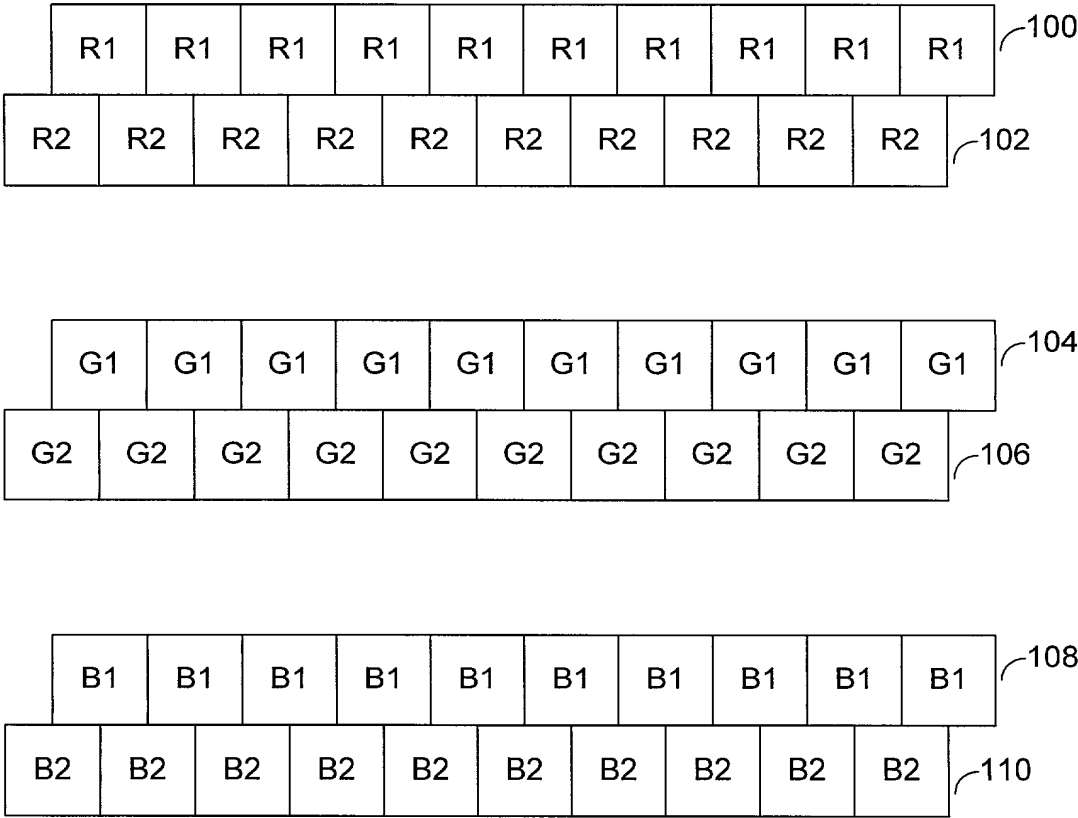 R1 R1 R1 R1 R1 R1 R1 R1 R1 R1 100
R2 R2 R2 R2 R2 R2 R2 R2 R2 R2 102
G1 G1 G1 G1 G1 G1 G1 G1 G1 G1 104
G2 G2 G2 G2 G2 G2 G2 G2 G2 G2 106
B1 B1 B1 B1 B1 B1 B1 B1 B1 B1 108
B2 B2 B2 B2 B2 B2 B2 B2 B2 B2 110